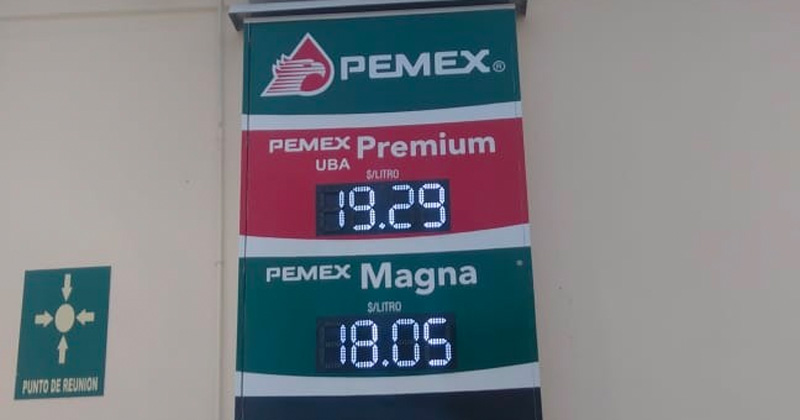 PEMEX®
PEMEX Premium
UBA
$/LITRO
19.29
PEMEX Magna
$/LITRO
18.05
PUNTO DE REUNION